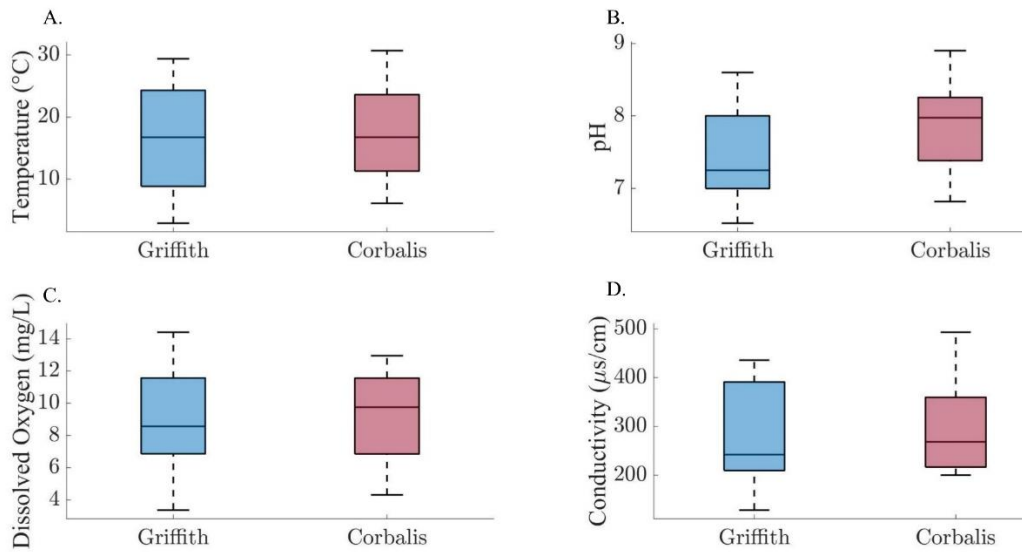 A.
Temperature (°C)
30
20
10
Griffith
Corbalis
B.
pH
9
8
7
Griffith
Corbalis
C.
Dissolved Oxygen (mg/L)
14
12
10
8
6
4
Griffith
Corbalis
D.
Conductivity (µs/cm)
500
400
300
200
Griffith
Corbalis